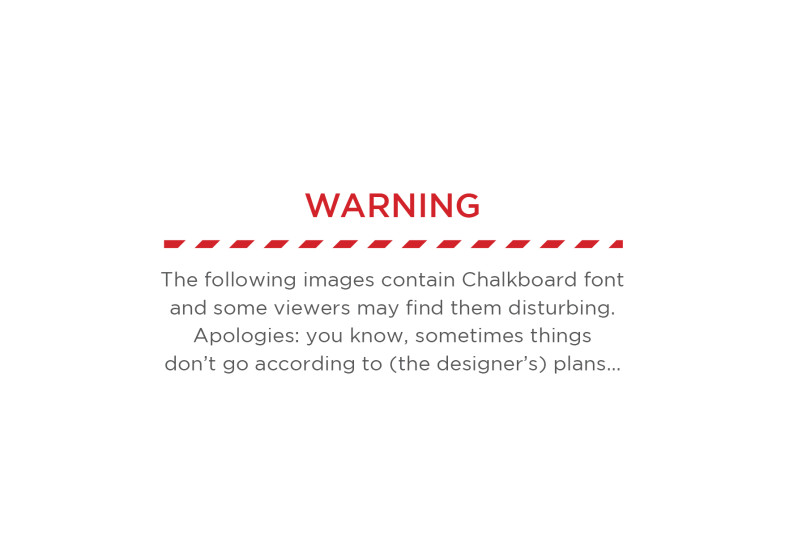 WARNING
The following images contain Chalkboard font
and some viewers may find them disturbing.
Apologies: you know, sometimes things
don’t go according to (the designer’s) plans...